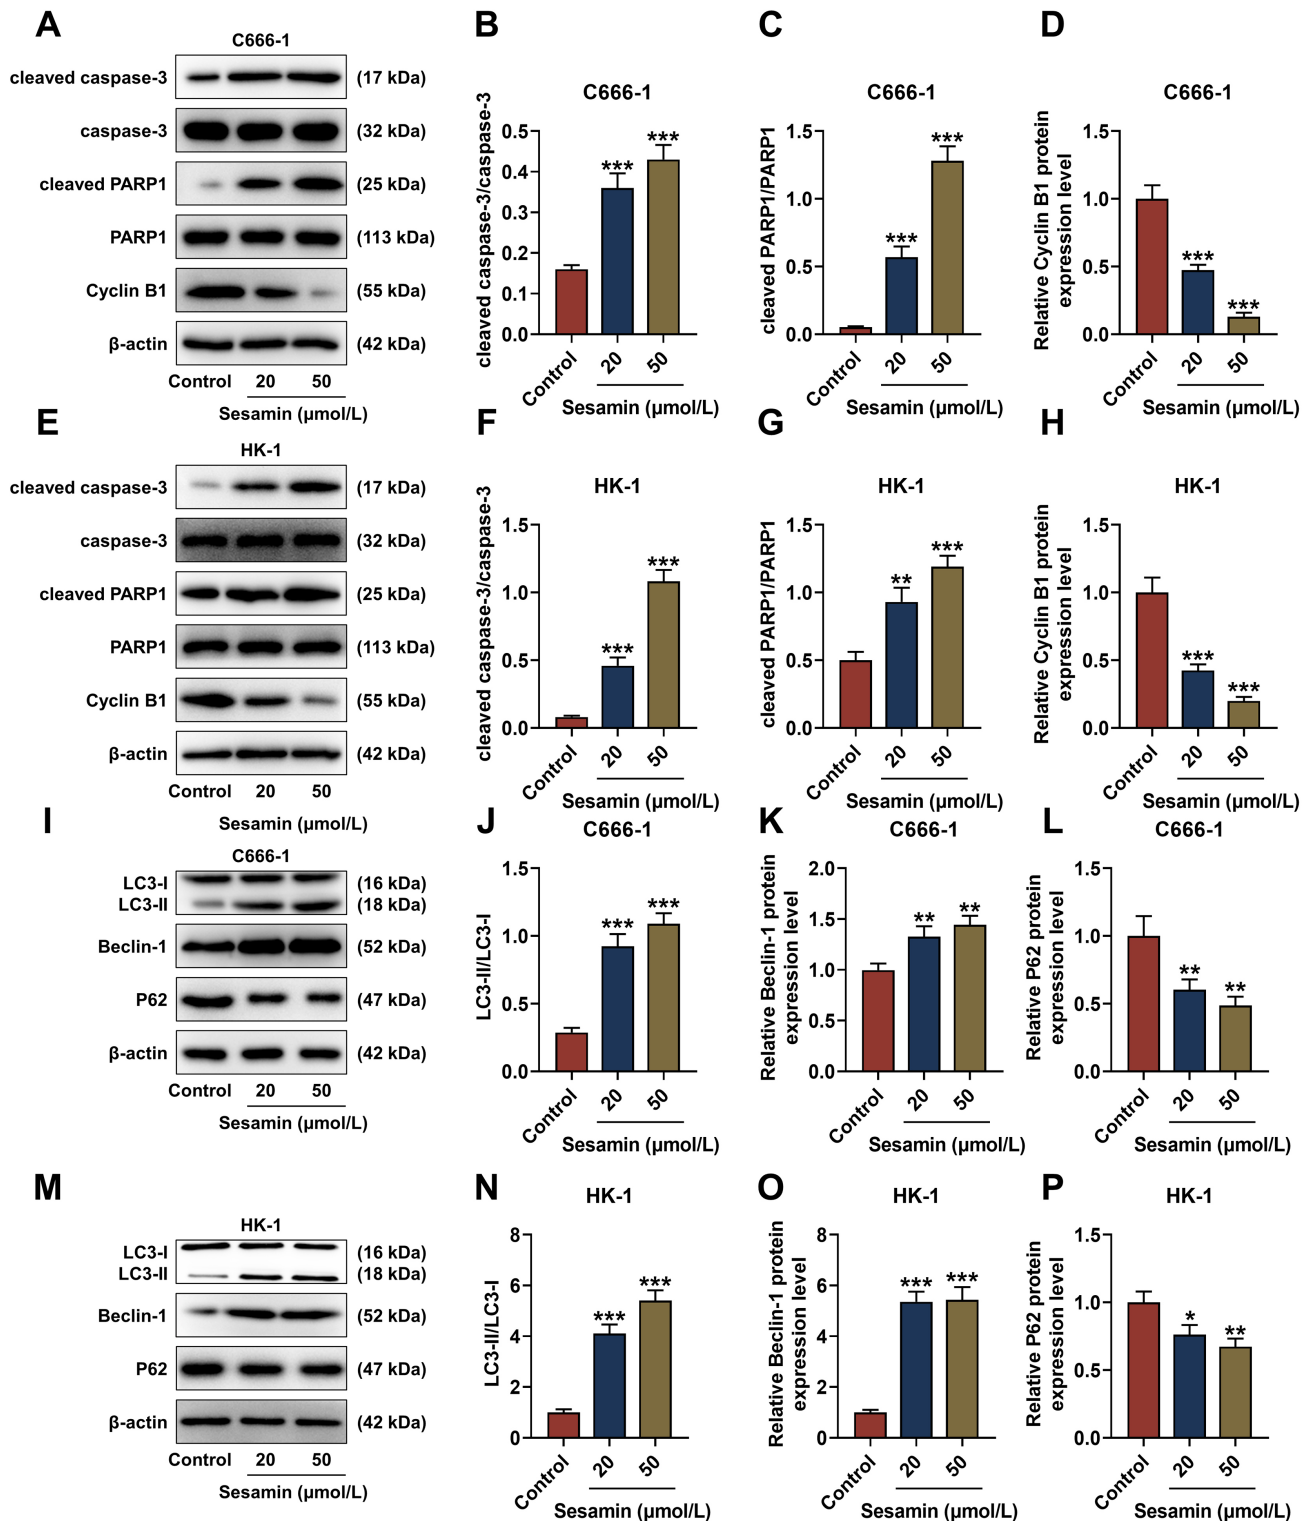 A
C666-1
cleaved caspase-3
(17 kDa)
caspase-3
(32 kDa)
cleaved PARP1
(25 kDa)
PARP1
(113 kDa)
Cyclin B1
(55 kDa)
β-actin
(42 kDa)
Control 20 50
Sesamin (µmol/L)
B
C666-1
cleaved caspase-3/caspase-3
0.5
0.4
0.3
0.2
0.1
0.0
***
***
Control 20 50
Sesamin (µmol/L)
C
C666-1
cleaved PARP1/PARP1
1.5
1.0
0.5
0.0
***
***
Control 20 50
Sesamin (µmol/L)
D
C666-1
Relative Cyclin B1 protein
expression level
1.5
1.0
0.5
0.0
***
***
Control 20 50
Sesamin (µmol/L)
E
HK-1
cleaved caspase-3
(17 kDa)
caspase-3
(32 kDa)
cleaved PARP1
(25 kDa)
PARP1
(113 kDa)
Cyclin B1
(55 kDa)
β-actin
(42 kDa)
Control 20 50
Sesamin (µmol/L)
F
HK-1
cleaved caspase-3/caspase-3
1.5
1.0
0.5
0.0
***
***
Control 20 50
Sesamin (µmol/L)
G
HK-1
cleaved PARP1/PARP1
1.5
1.0
0.5
0.0
**
***
Control 20 50
Sesamin (µmol/L)
H
HK-1
Relative Cyclin B1 protein
expression level
1.5
1.0
0.5
0.0
***
***
Control 20 50
Sesamin (µmol/L)
I
C666-1
LC3-I
(16 kDa)
LC3-II
(18 kDa)
Beclin-1
(52 kDa)
P62
(47 kDa)
β-actin
(42 kDa)
Control 20 50
Sesamin (µmol/L)
J
C666-1
LC3-II/LC3-I
1.5
1.0
0.5
0.0
***
***
Control 20 50
Sesamin (µmol/L)
K
C666-1
Relative Beclin-1 protein
expression level
2.0
1.5
1.0
0.5
0.0
**
**
Control 20 50
Sesamin (µmol/L)
L
C666-1
Relative P62 protein
expression level
1.5
1.0
0.5
0.0
**
**
Control 20 50
Sesamin (µmol/L)
M
HK-1
LC3-I
(16 kDa)
LC3-II
(18 kDa)
Beclin-1
(52 kDa)
P62
(47 kDa)
β-actin
(42 kDa)
Control 20 50
Sesamin (µmol/L)
N
HK-1
LC3-II/LC3-I
8
6
4
2
0
***
***
Control 20 50
Sesamin (µmol/L)
O
HK-1
Relative Beclin-1 protein
expression level
8
6
4
2
0
***
***
Control 20 50
Sesamin (µmol/L)
P
HK-1
Relative P62 protein
expression level
1.5
1.0
0.5
0.0
*
**
Control 20 50
Sesamin (µmol/L)